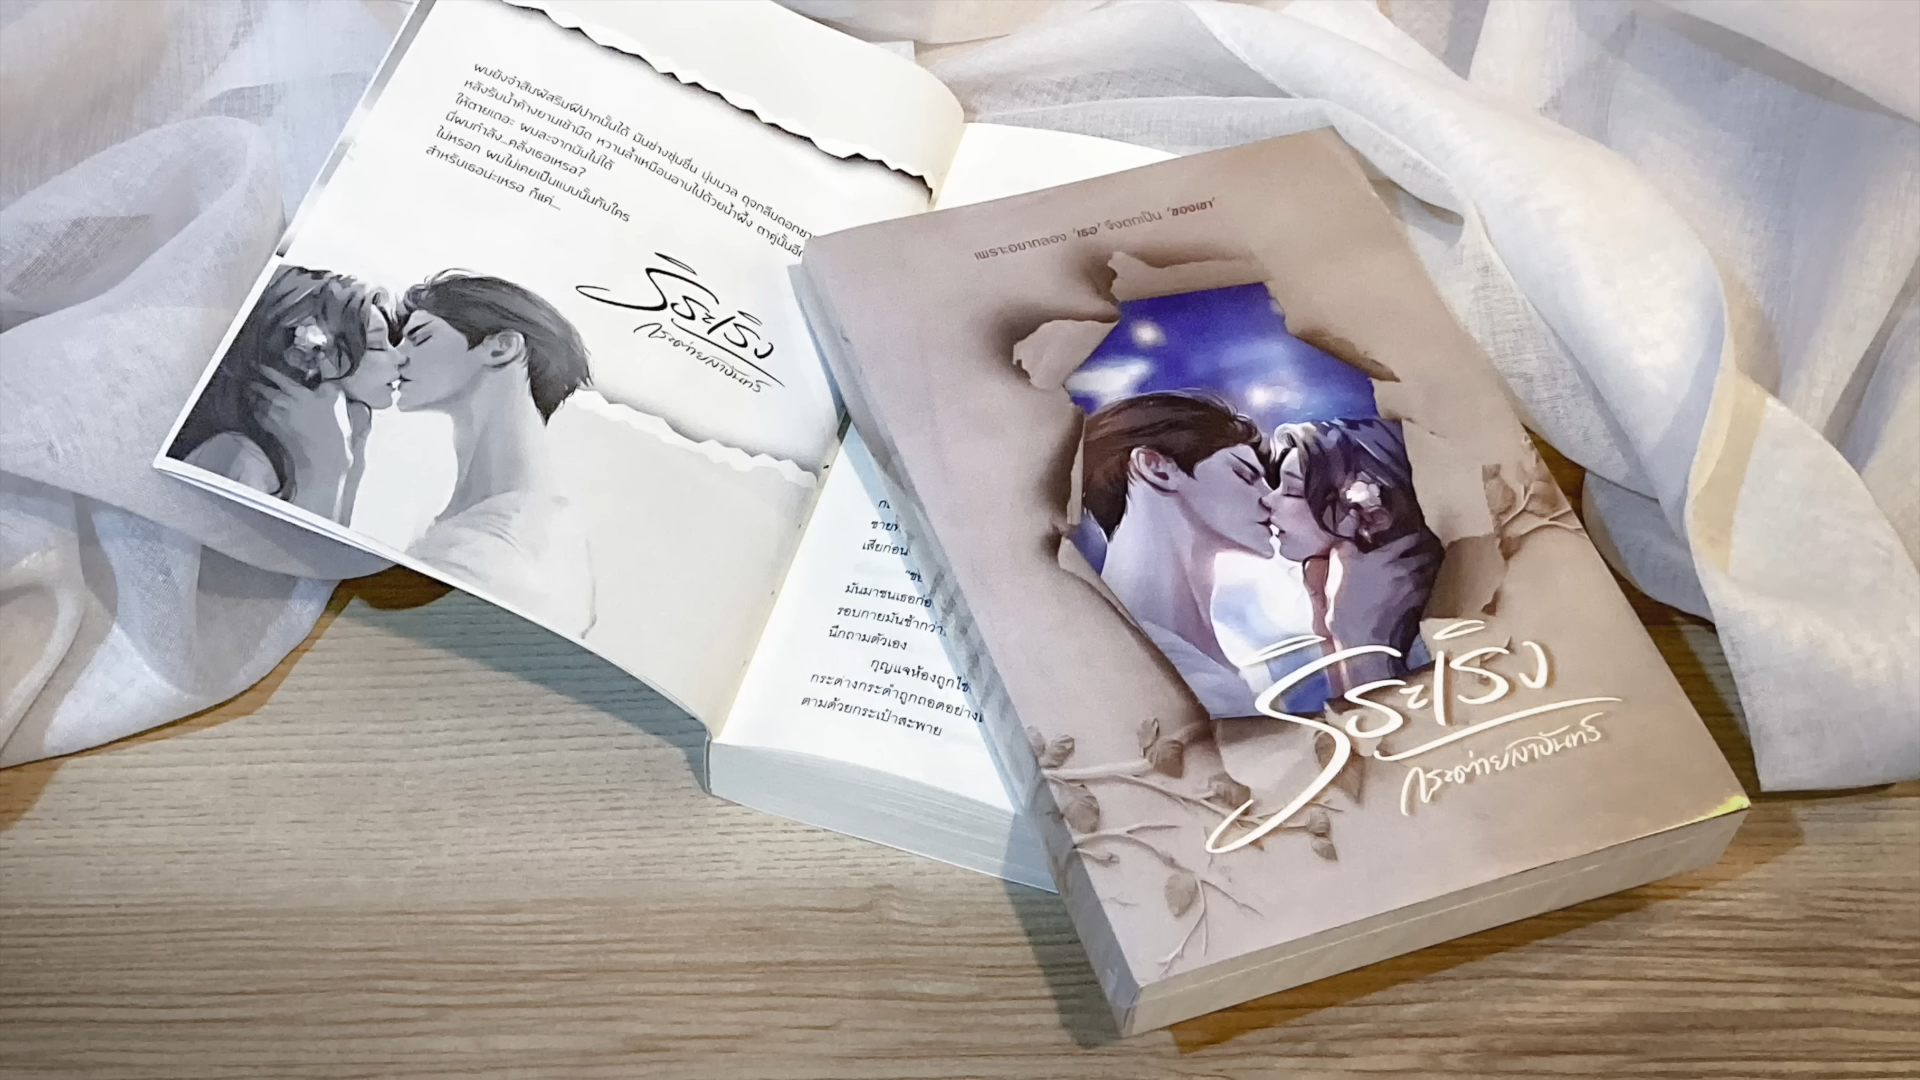 ผมยังจำสัมผัสริมฝีปากนั้นได้ มันช่างชุ่มชื่น นุ่มนวล ดุจกลีบดอกชา
หลังรับน้ำค้างยามเช้ามืด หวานล้ำเหมือนอาบไปด้วยน้ำผึ้ง ตาคู่นั้นอีก
ให้ตายเถอะ ผมละจากมันไม่ได้
นี่ผมกำลัง...คลั่งเธอเหรอ?
ไม่หรอก ผมไม่เคยเป็นแบบนั้นกับใคร
สำหรับเธอน่ะเหรอ ก็แค่...
รีธะเริง
กระต่ายลาจันทร์
เสียก่อน
มันมาชนเธอก่อ
รอบกายมันช้ากว่า
นึกถามตัวเอง
กุญแจห้องถูกไข
กระด่างกระดำถูกถอดอย่าง
ตามด้วยกระเป๋าสะพาย
เพราะอยากลอง 'เธอ' จึงตกเป็น 'ของเขา'
รีธะเริง
กระต่ายลาจันทร์